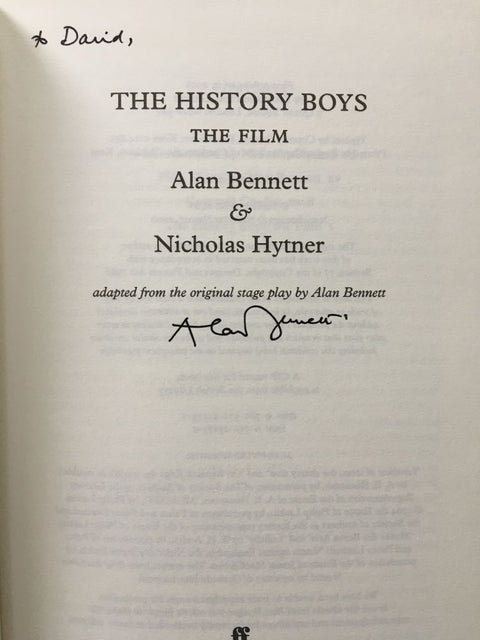 to David,
THE HISTORY BOYS
THE FILM
Alan Bennett
&
Nicholas Hytner
adapted from the original stage play by Alan Bennett
Alan Bennett
ff